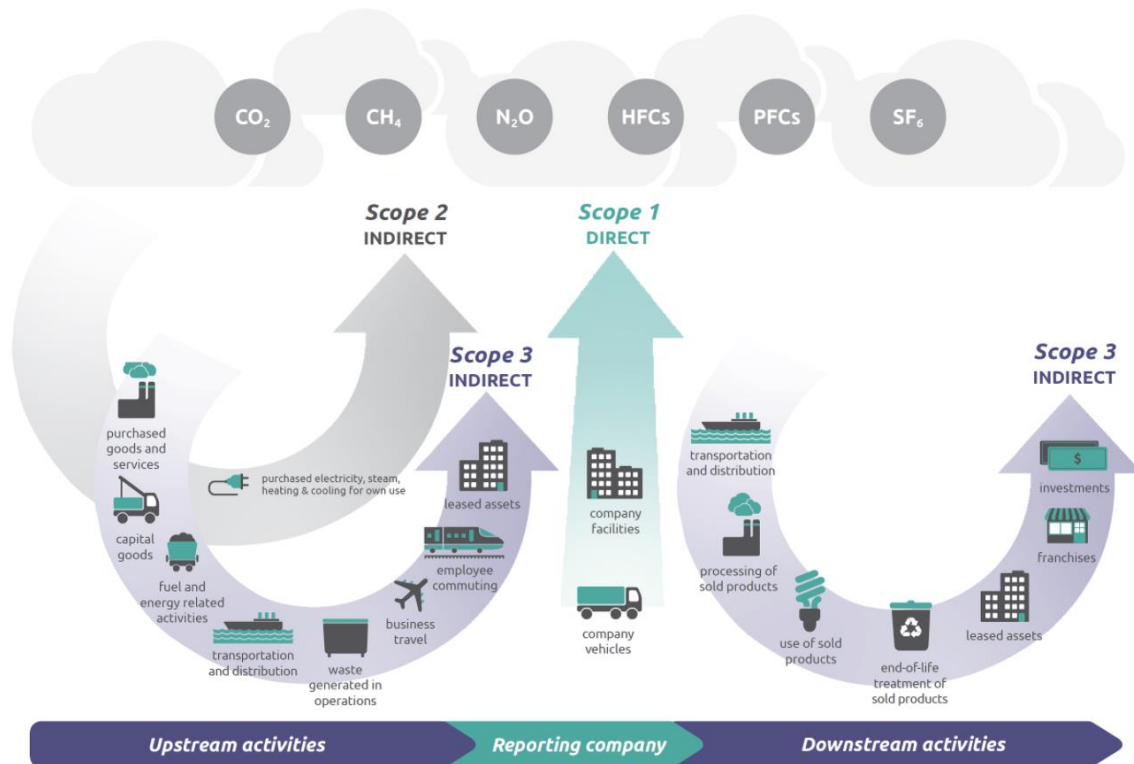 CO₂
CH₄
N₂O
HFCs
PFCs
SF₆
Scope 2
INDIRECT
Scope 1
DIRECT
Scope 3
INDIRECT
Scope 3
INDIRECT
purchased
goods and
services
capital
goods
fuel and
energy related
activities
transportation
and distribution
waste
generated in
operations
business
travel
employee
commuting
leased assets
purchased electricity, steam,
heating & cooling for own use
company
facilities
company
vehicles
transportation
and distribution
processing of
sold products
use of sold
products
end-of-life
treatment of
sold products
leased assets
franchises
$
investments
Upstream activities
Reporting company
Downstream activities